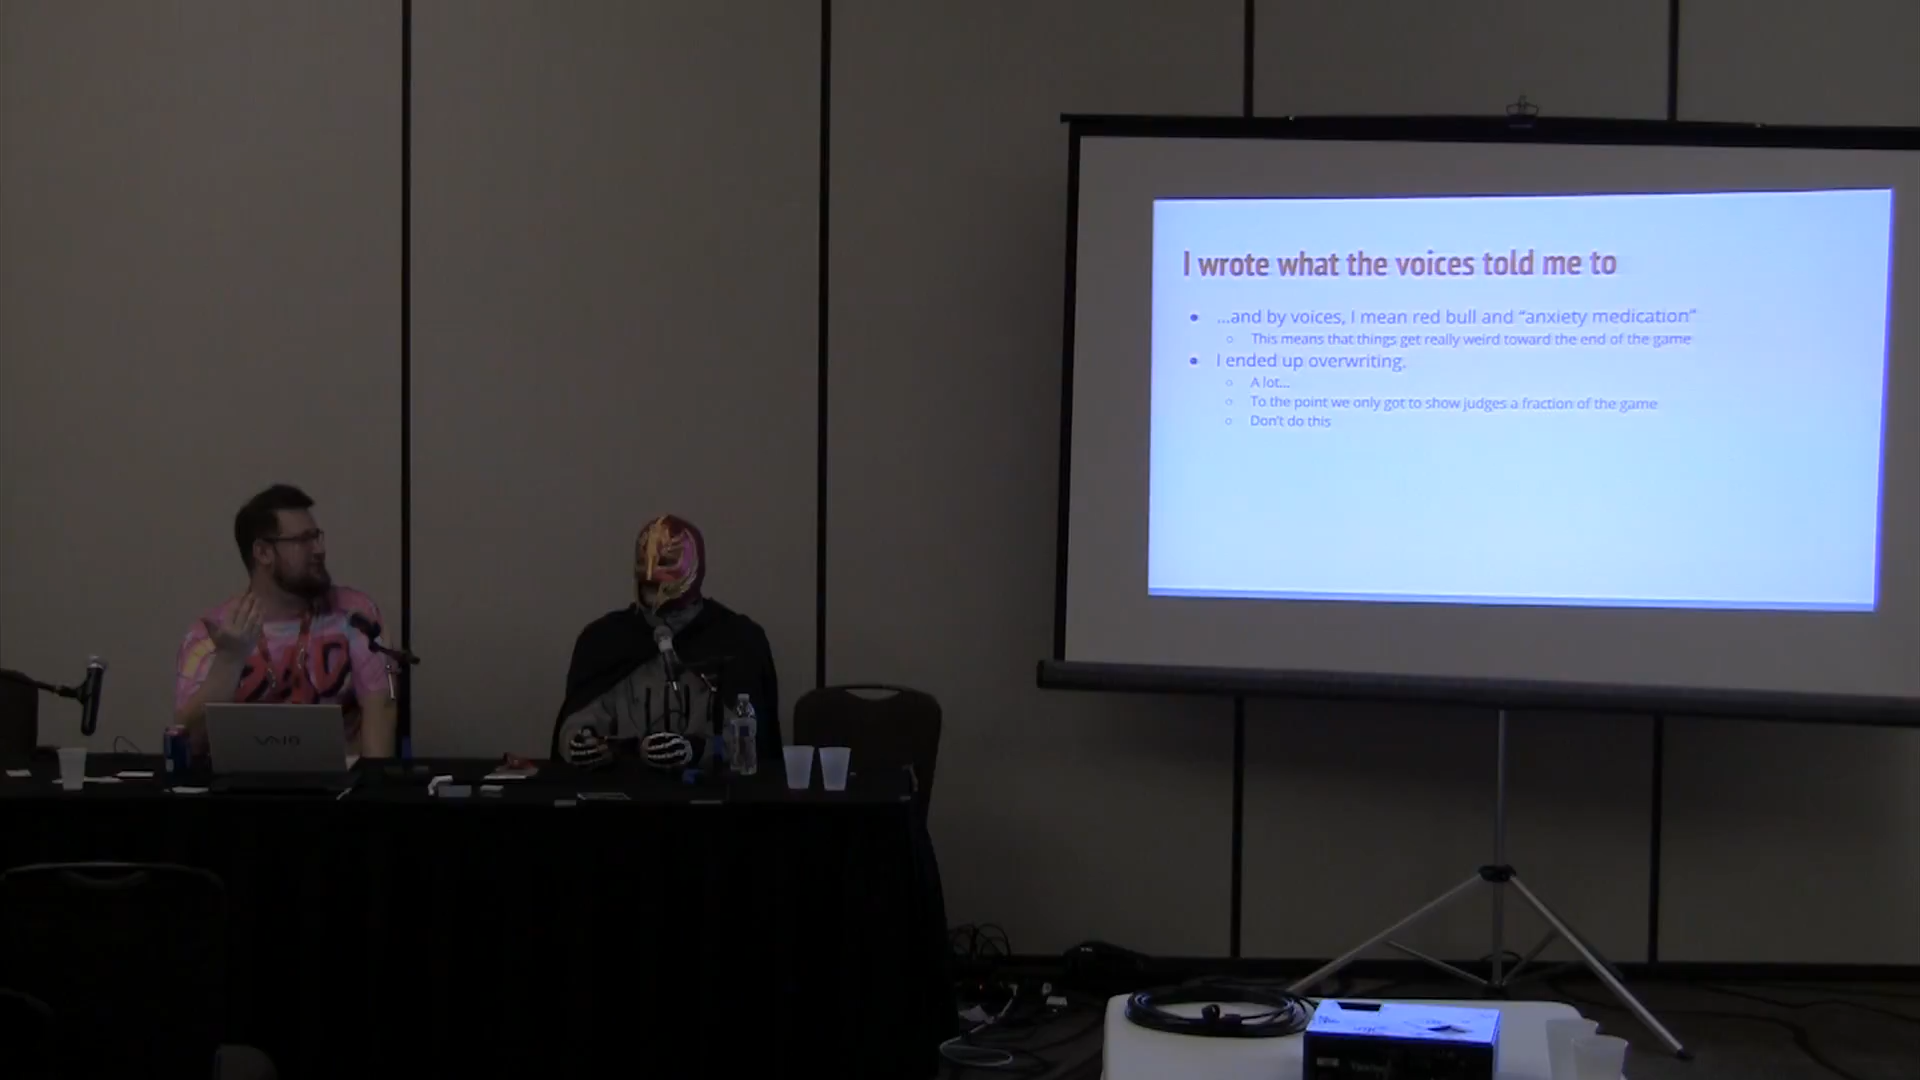 I wrote what the voices told me to
...and by voices, I mean red bull and “anxiety medication”
This means that things get really weird toward the end of the game
I ended up overwriting.
A lot...
To the point we only got to show judges a fraction of the game
Don't do this
VAIO